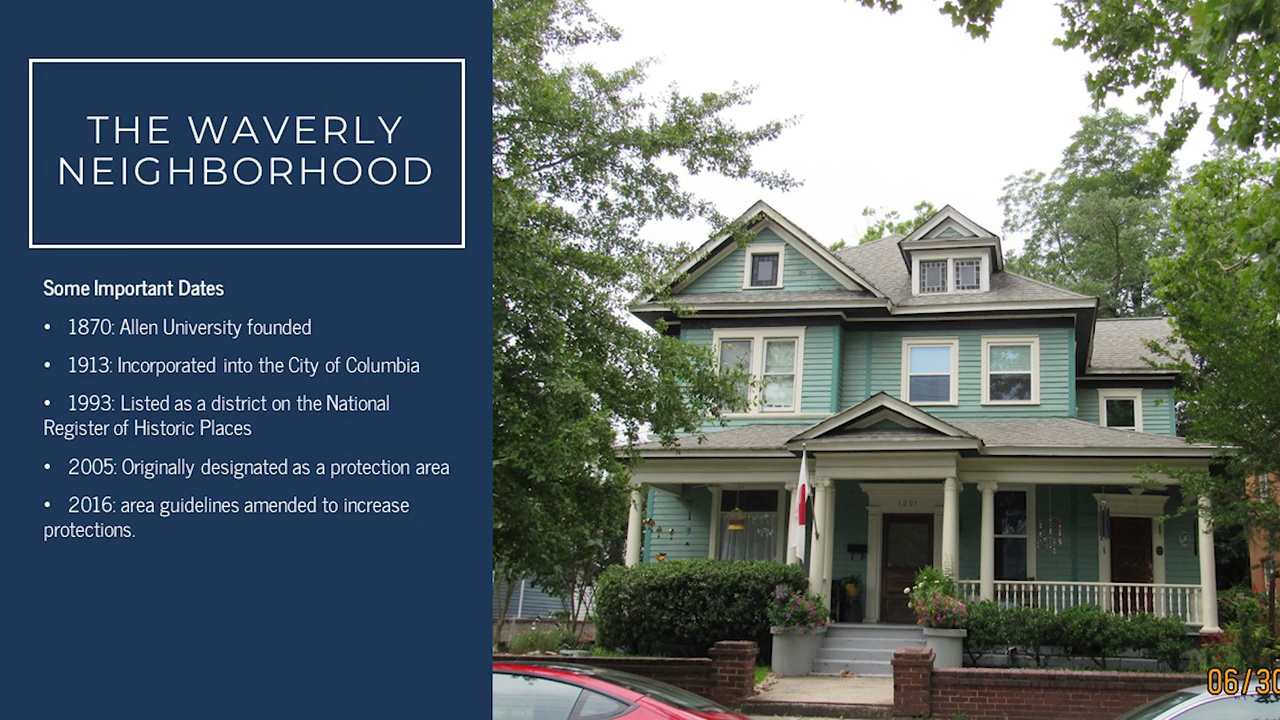 THE WAVERLY
NEIGHBORHOOD
Some Important Dates
• 1870: Allen University founded
• 1913: Incorporated into the City of Columbia
• 1993: Listed as a district on the National
Register of Historic Places
• 2005: Originally designated as a protection area
• 2016: area guidelines amended to increase
protections.
06/30